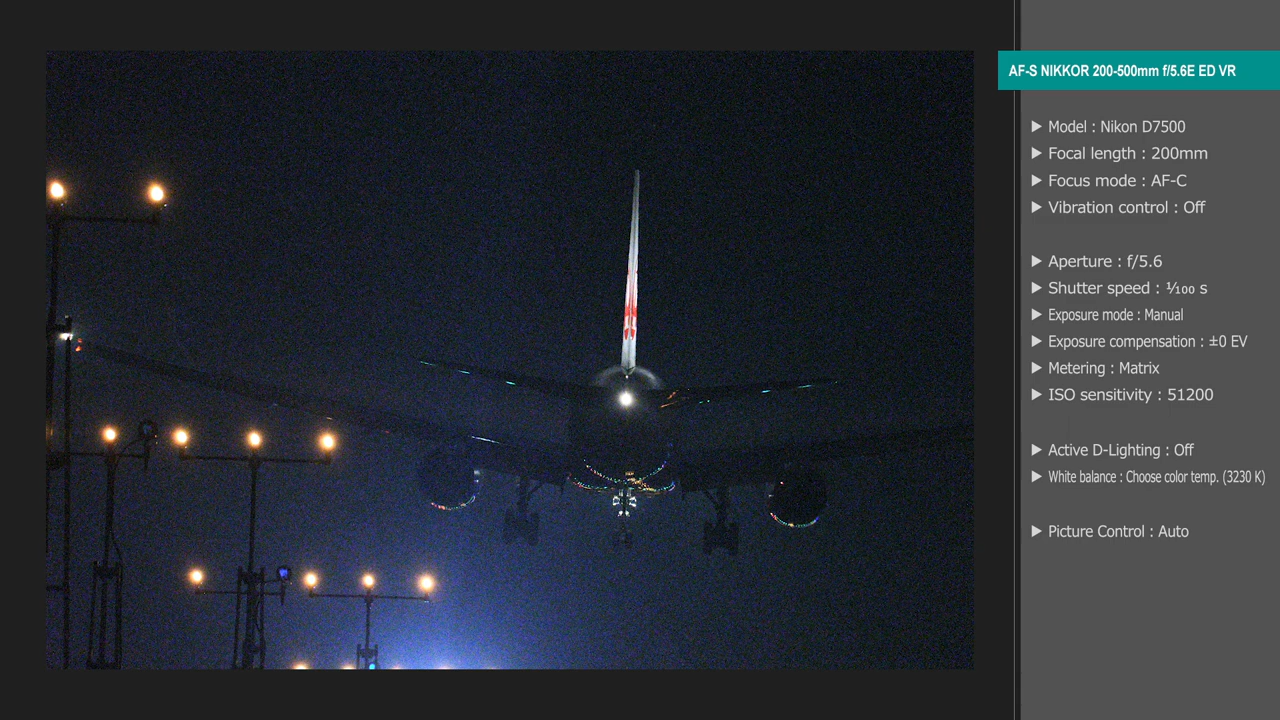 AF-S NIKKOR 200-500mm f/5.6E ED VR
▶ Model : Nikon D7500
▶ Focal length : 200mm
▶ Focus mode : AF-C
▶ Vibration control : Off
▶ Aperture : f/5.6
▶ Shutter speed : 1/100 s
▶ Exposure mode : Manual
▶ Exposure compensation : ±0 EV
▶ Metering : Matrix
▶ ISO sensitivity : 51200
▶ Active D-Lighting : Off
▶ White balance : Choose color temp. (3230 K)
▶ Picture Control : Auto